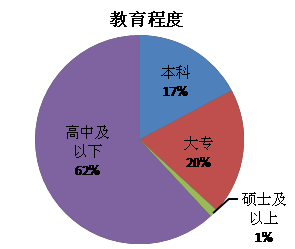 教育程度
本科
17%
大专
20%
硕士及
以上
1%
高中及
以下
62%